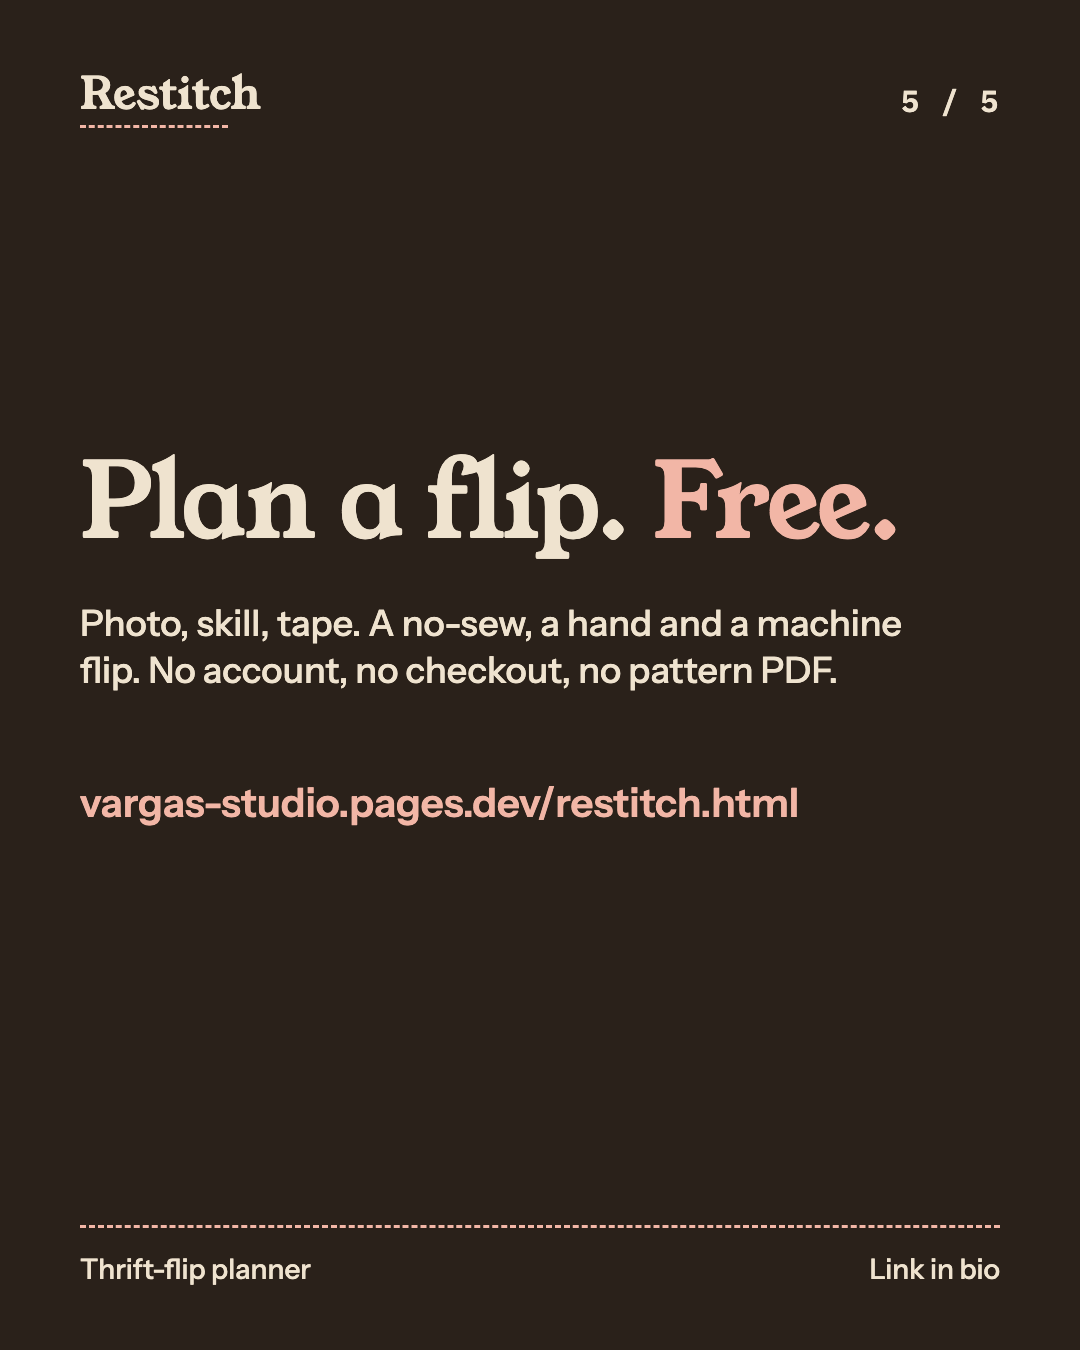 Restitch
5 / 5
Plan a flip. Free.
Photo, skill, tape. A no-sew, a hand and a machine
flip. No account, no checkout, no pattern PDF.
vargas-studio.pages.dev/restitch.html
Thrift-flip planner
Link in bio